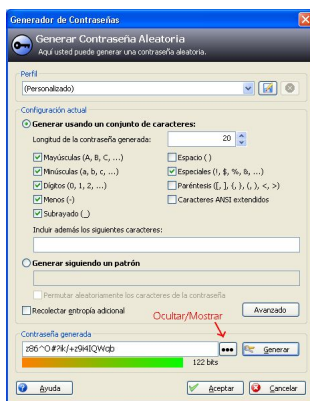 Generador de Contraseñas
Generar Contraseña Aleatoria
Aquí usted puede generar una contraseña aleatoria.
Perfil
(Personalizado)
Configuración actual
Generar usando un conjunto de caracteres:
Longitud de la contraseña generada:
20
Mayúsculas (A, B, C, ...)
Espacio ( )
Minúsculas (a, b, c, ...)
Especiales (!, $, %, &, ...)
Dígitos (0, 1, 2, ...)
Paréntesis ([, ], {, }, (, ), <, >)
Menos (-)
Caracteres ANSI extendidos
Subrayado (_)
Incluir además los siguientes caracteres:
Generar siguiendo un patrón
Permutar aleatoriamente los caracteres de la contraseña
Recolectar entropía adicional
Avanzado
Ocultar/Mostrar
Contraseña generada
Generar
122 bits
Ayuda
Aceptar
Cancelar